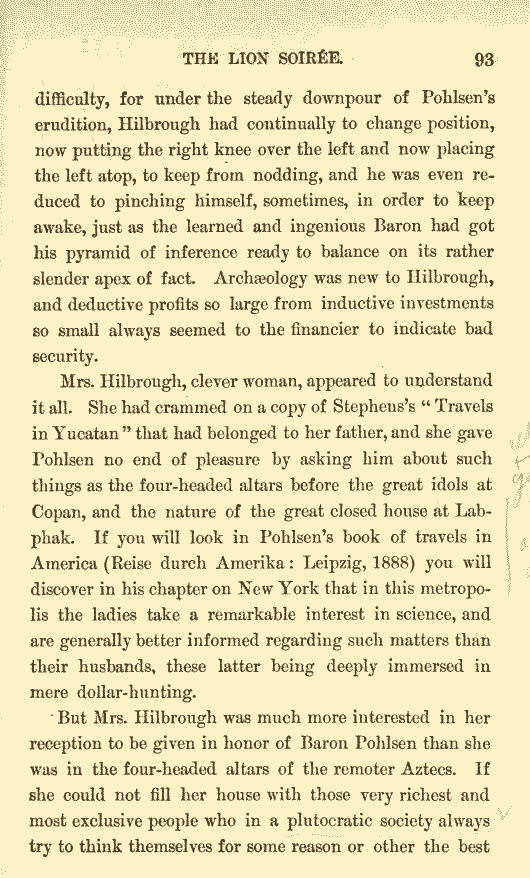 THE LION SOIRÉE. 93
difficulty, for under the steady downpour of Pohlsen's
erudition, Hilbrough had continually to change position,
now putting the right knee over the left and now placing
the left atop, to keep from nodding, and he was even re-
duced to pinching himself, sometimes, in order to keep
awake, just as the learned and ingenious Baron had got
his pyramid of inference ready to balance on its rather
slender apex of fact. Archæology was new to Hilbrough,
and deductive profits so large from inductive investments
so small always seemed to the financier to indicate bad
security.
Mrs. Hilbrough, clever woman, appeared to understand
it all. She had crammed on a copy of Stephens's "Travels
in Yucatan" that had belonged to her father, and she gave
Pohlsen no end of pleasure by asking him about such
things as the four-headed altars before the great idols at
Copan, and the nature of the great closed house at Lab-
phak. If you will look in Pohlsen's book of travels in
America (Reise durch Amerika: Leipzig, 1888) you will
discover in his chapter on New York that in this metropo-
lis the ladies take a remarkable interest in science, and
are generally better informed regarding such matters than
their husbands, these latter being deeply immersed in
mere dollar-hunting.
But Mrs. Hilbrough was much more interested in her
reception to be given in honor of Baron Pohlsen than she
was in the four-headed altars of the remoter Aztecs. If
she could not fill her house with those very richest and
most exclusive people who in a plutocratic society always
try to think themselves for some reason or other the best